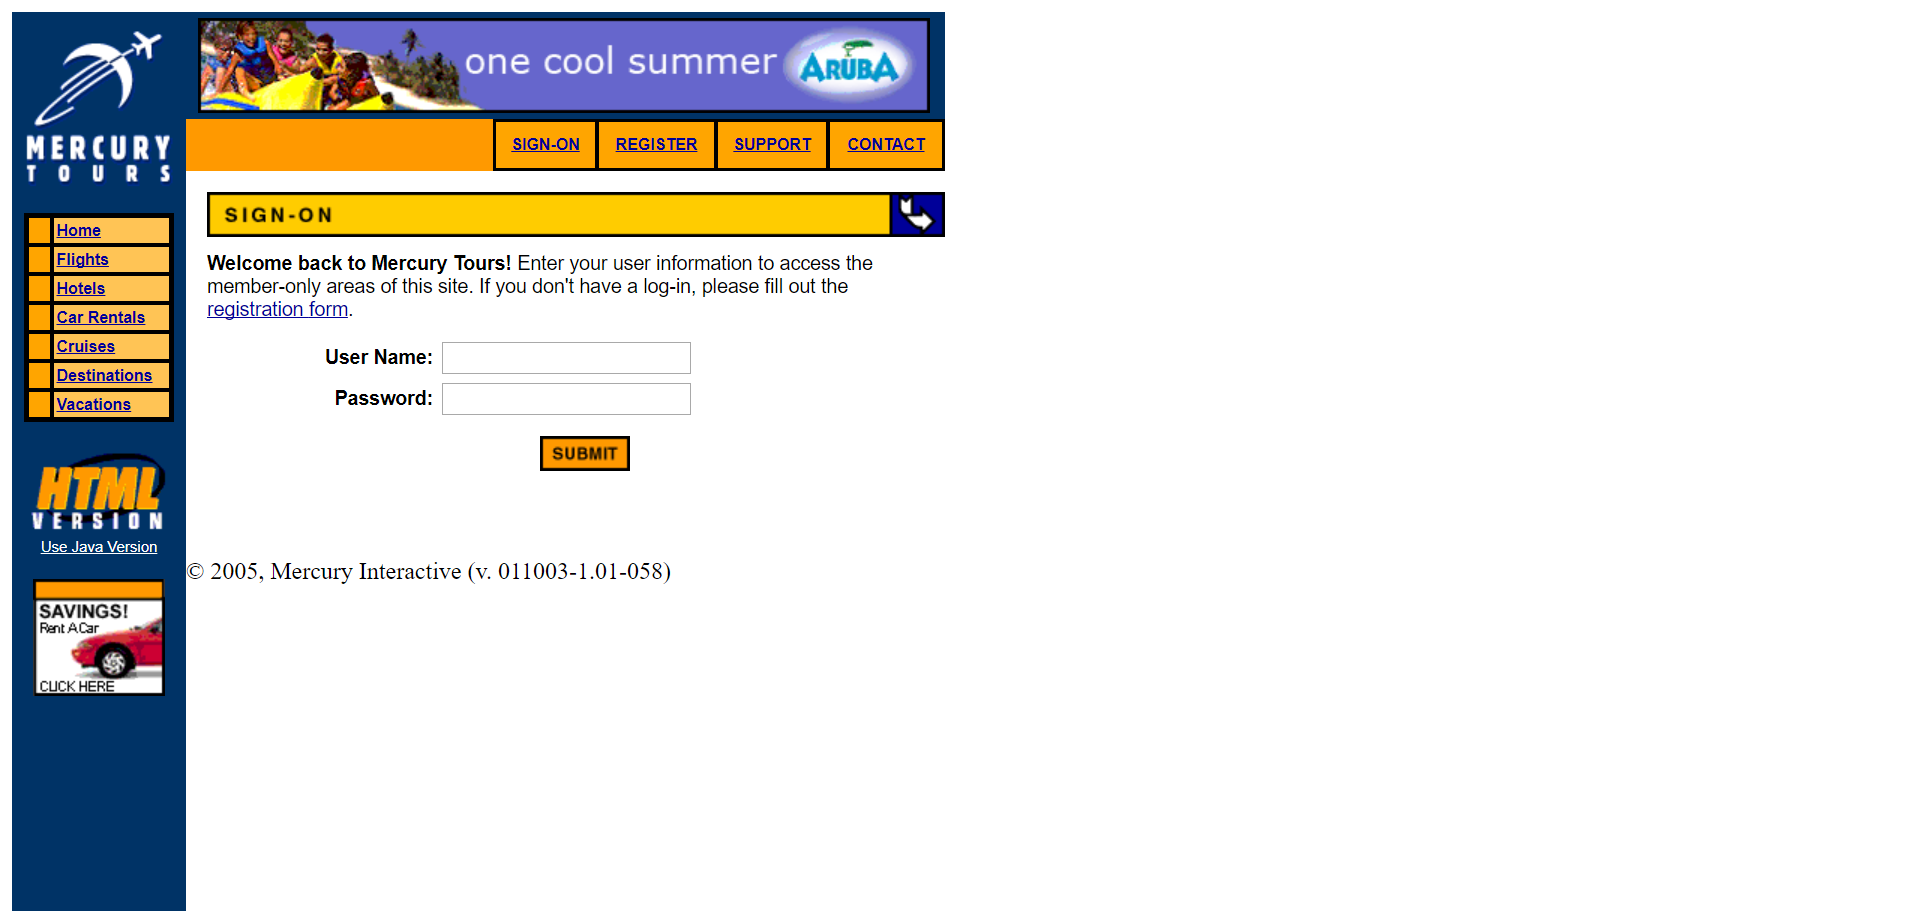 MERCURY
TOURS
one cool summer
ARUBA
SIGN-ON
REGISTER
SUPPORT
CONTACT
Home
Flights
Hotels
Car Rentals
Cruises
Destinations
Vacations
HTML
VERSION
Use Java Version
SAVINGS!
Rent A Car
CLICK HERE
SIGN-ON
Welcome back to Mercury Tours! Enter your user information to access the
member-only areas of this site. If you don't have a log-in, please fill out the
registration form.
User Name:
Password:
SUBMIT
© 2005, Mercury Interactive (v. 011003-1.01-058)